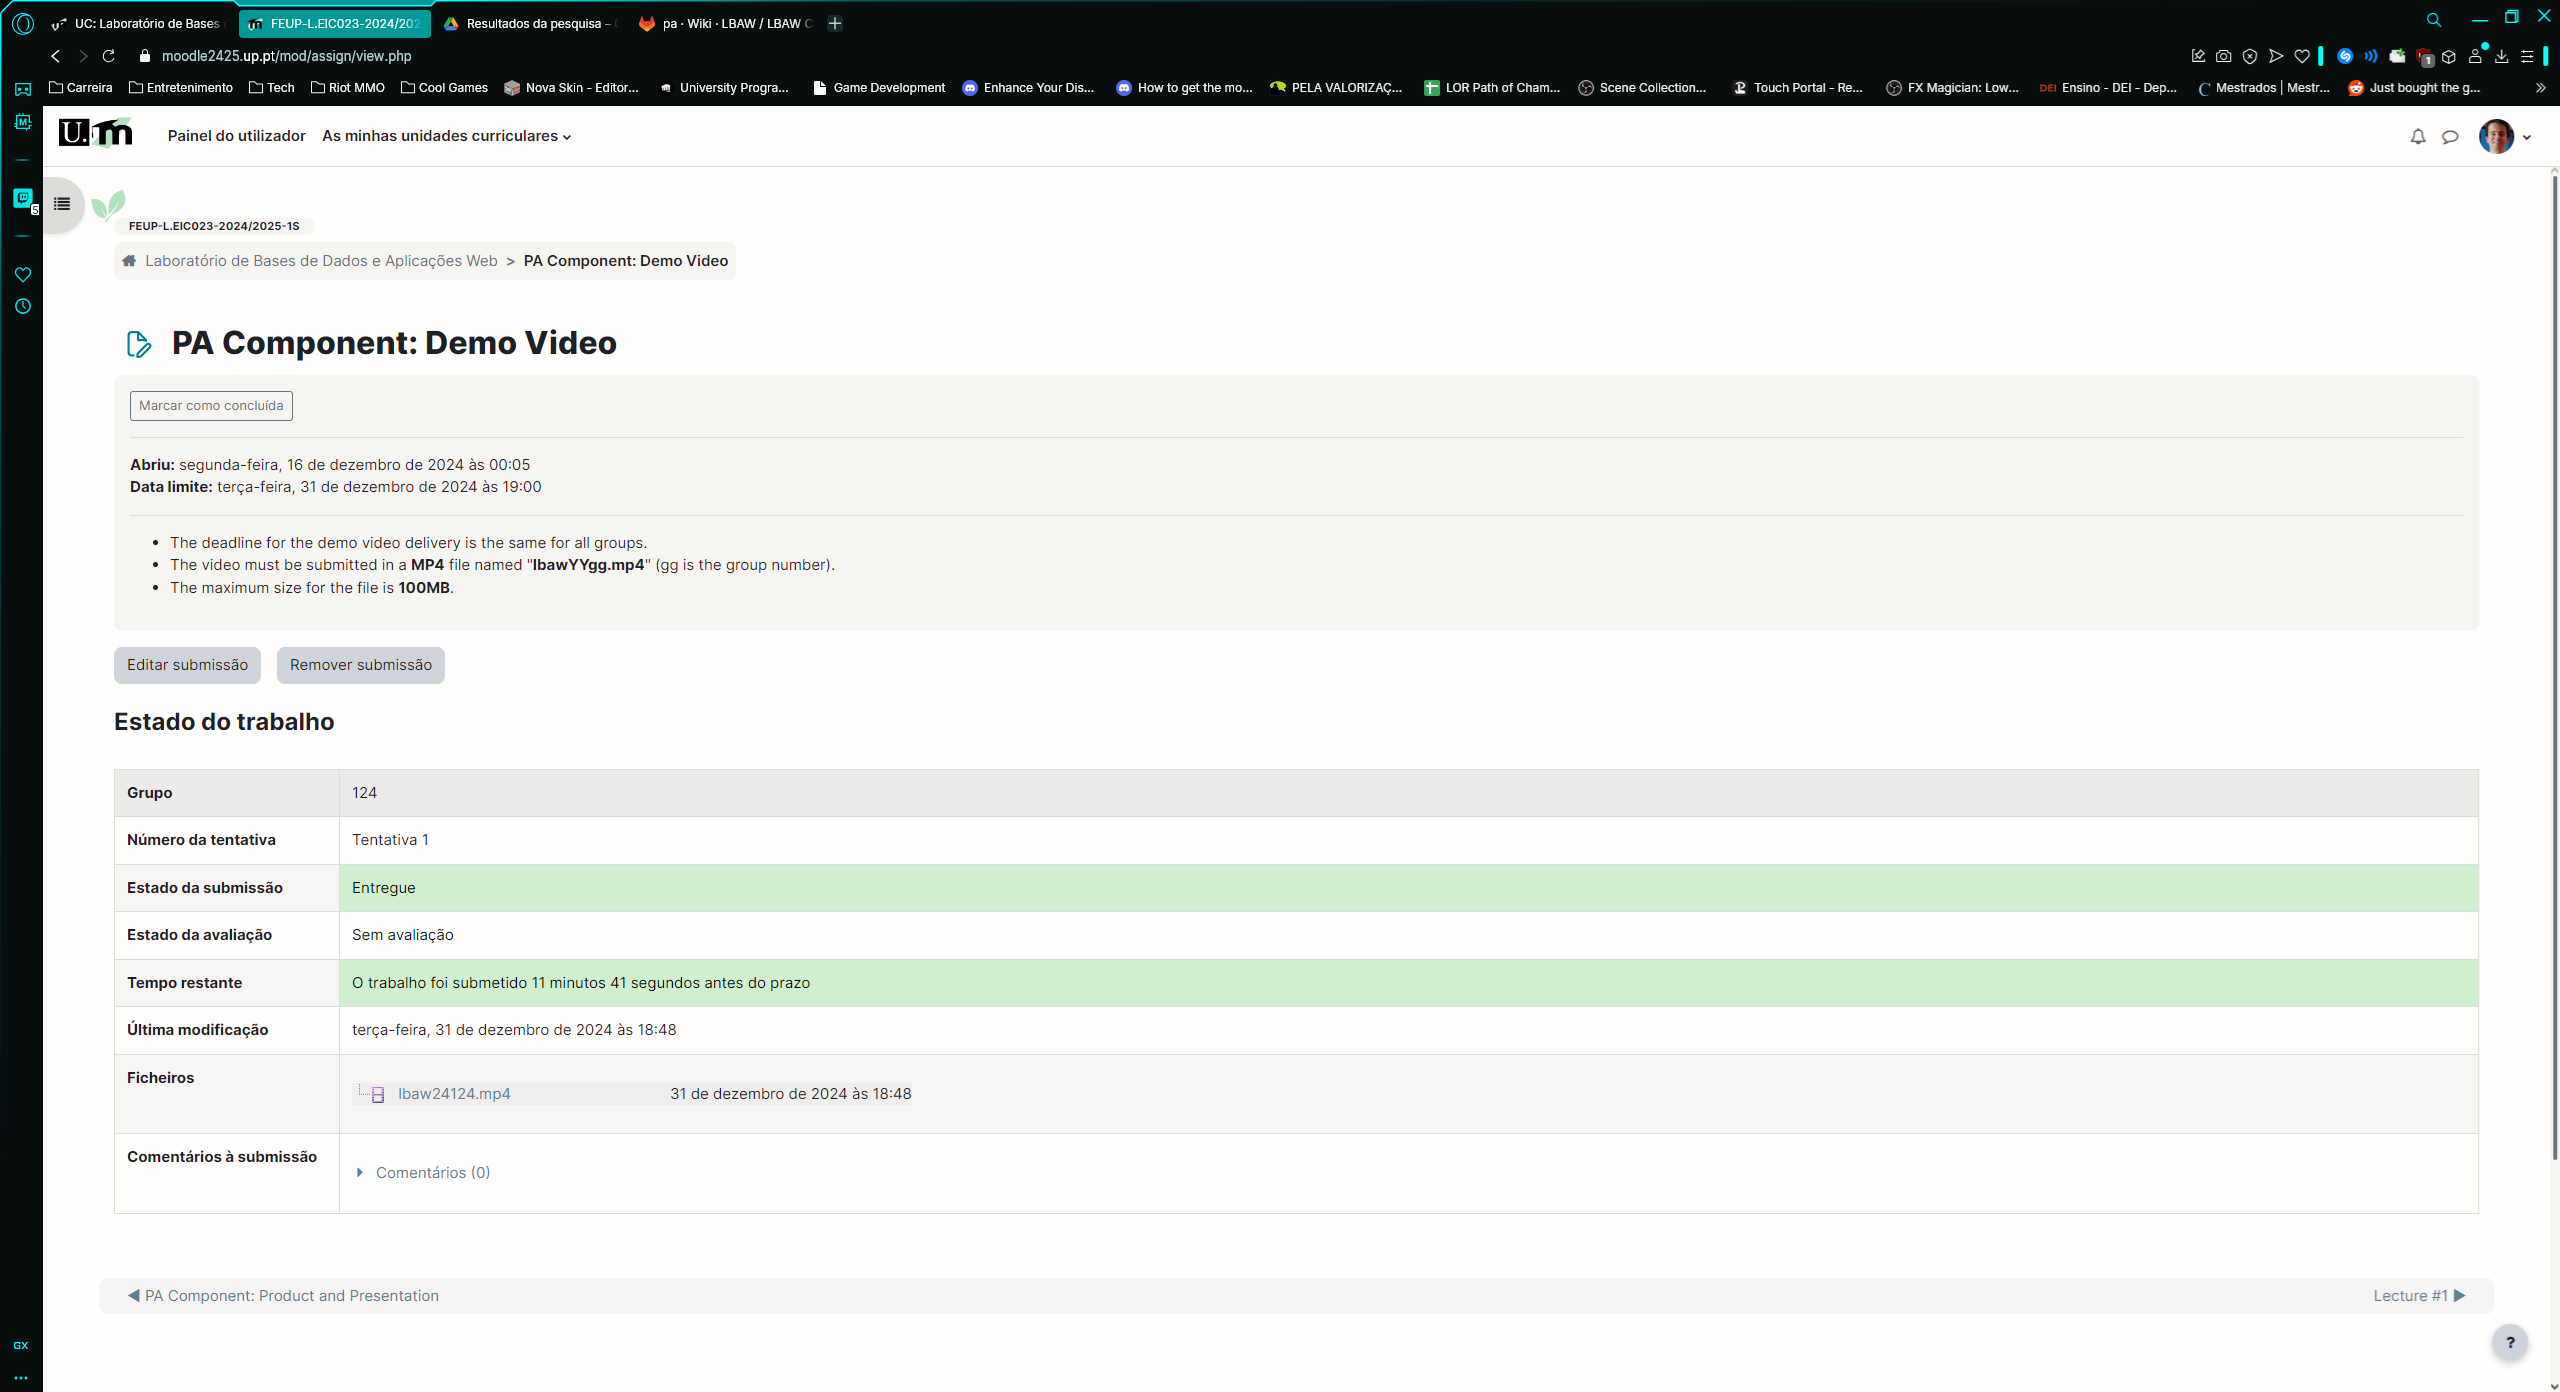 UC: Laboratório de Bases
FEUP-L.EIC023-2024/202
Resultados da pesquisa –
pa · Wiki · LBAW / LBAW
moodle2425.up.pt/mod/assign/view.php
1
Carreira
Entretenimento
Tech
Riot MMO
Cool Games
Nova Skin - Editor...
University Progra...
Game Development
Enhance Your Dis...
How to get the mo...
PELA VALORIZAÇ...
LOR Path of Cham...
Scene Collection...
Touch Portal - Re...
FX Magician: Low...
DEI Ensino - DEI - Dep...
Mestrados | Mestr...
Just bought the g...
U.m
Painel do utilizador
As minhas unidades curriculares
5
FEUP-L.EIC023-2024/2025-1S
Laboratório de Bases de Dados e Aplicações Web > PA Component: Demo Video
PA Component: Demo Video
Marcar como concluída
Abriu: segunda-feira, 16 de dezembro de 2024 às 00:05
Data limite: terça-feira, 31 de dezembro de 2024 às 19:00
• The deadline for the demo video delivery is the same for all groups.
• The video must be submitted in a MP4 file named "lbawYYgg.mp4" (gg is the group number).
• The maximum size for the file is 100MB.
Editar submissão
Remover submissão
Estado do trabalho
Grupo 124
Número da tentativa Tentativa 1
Estado da submissão Entregue
Estado da avaliação Sem avaliação
Tempo restante O trabalho foi submetido 11 minutos 41 segundos antes do prazo
Última modificação terça-feira, 31 de dezembro de 2024 às 18:48
Ficheiros
lbaw24124.mp4 31 de dezembro de 2024 às 18:48
Comentários à submissão
Comentários (0)
◀ PA Component: Product and Presentation
Lecture #1 ▶
?
GX